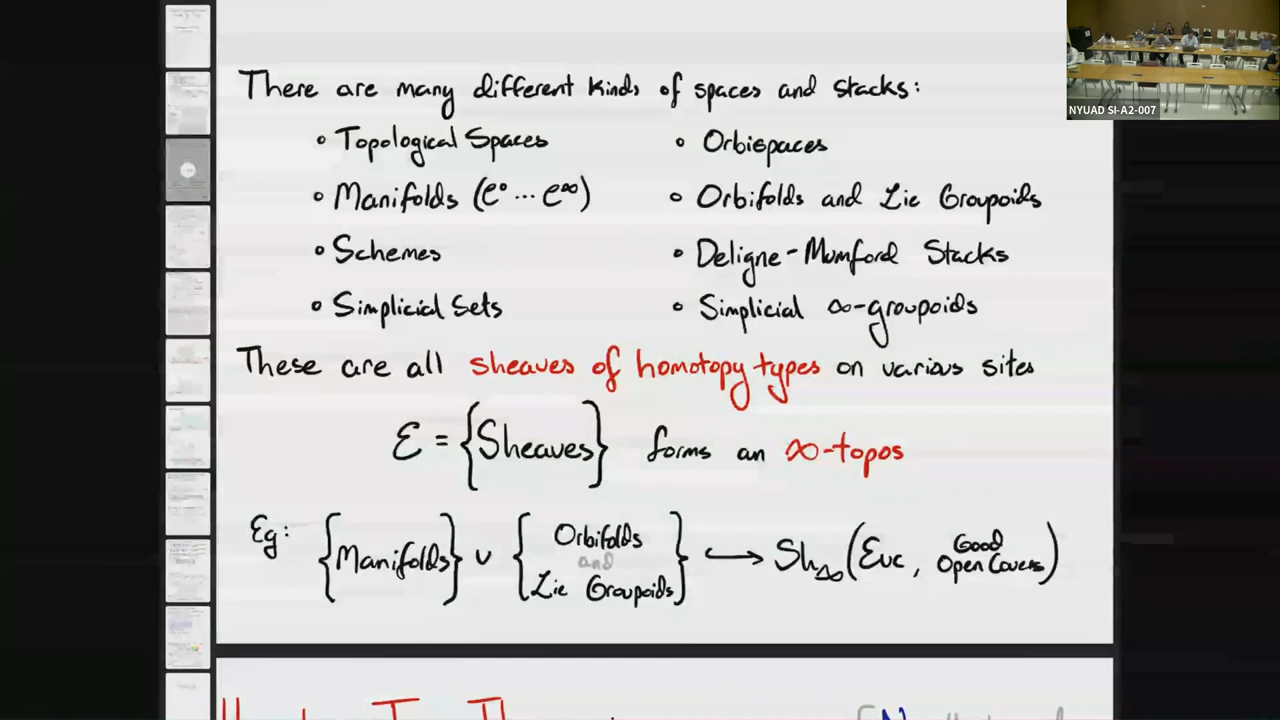 There are many different kinds of spaces and stacks:
• Topological Spaces • Orbispaces
• Manifolds (C⁰ ... C^∞) • Orbifolds and Lie Groupoids
• Schemes • Deligne-Mumford Stacks
• Simplicial Sets • Simplicial ∞-groupoids
These are all sheaves of homotopy types on various sites
Ɛ = {Sheaves} forms an ∞-topos
Eg: {Manifolds} ∪ {Orbifolds and Lie Groupoids} ↪ Sh_Δ∞(Euc, Good Open Covers)
NYUAD SI-A2-007